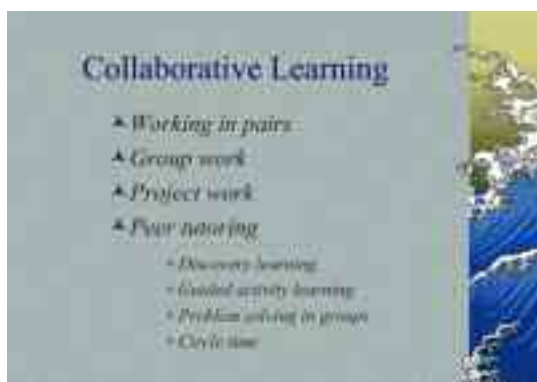 Collaborative Learning
Working in pairs
Group work
Project work
Peer tutoring
Discovery learning
Guided activity learning
Problem solving in groups
Circle time